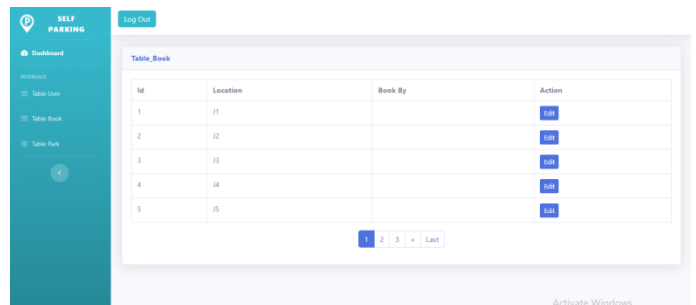 SELF
PARKING
Log Out
Dashboard
INTERFACE
Table User
Table Book
Table Park
Table_Book
Id Location Book By Action
1 J1 Edit
2 J2 Edit
3 J3 Edit
4 J4 Edit
5 J5 Edit
1 2 3 » Last
Activate Windows